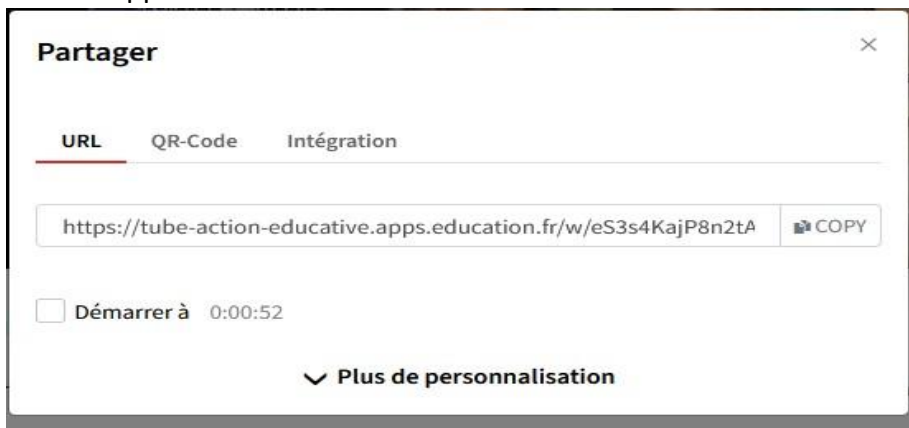 Partager
URL QR-Code Intégration
https://tube-action-educative.apps.education.fr/w/eS3s4KajP8n2tA COPY
Démarrer à 0:00:52
Plus de personnalisation